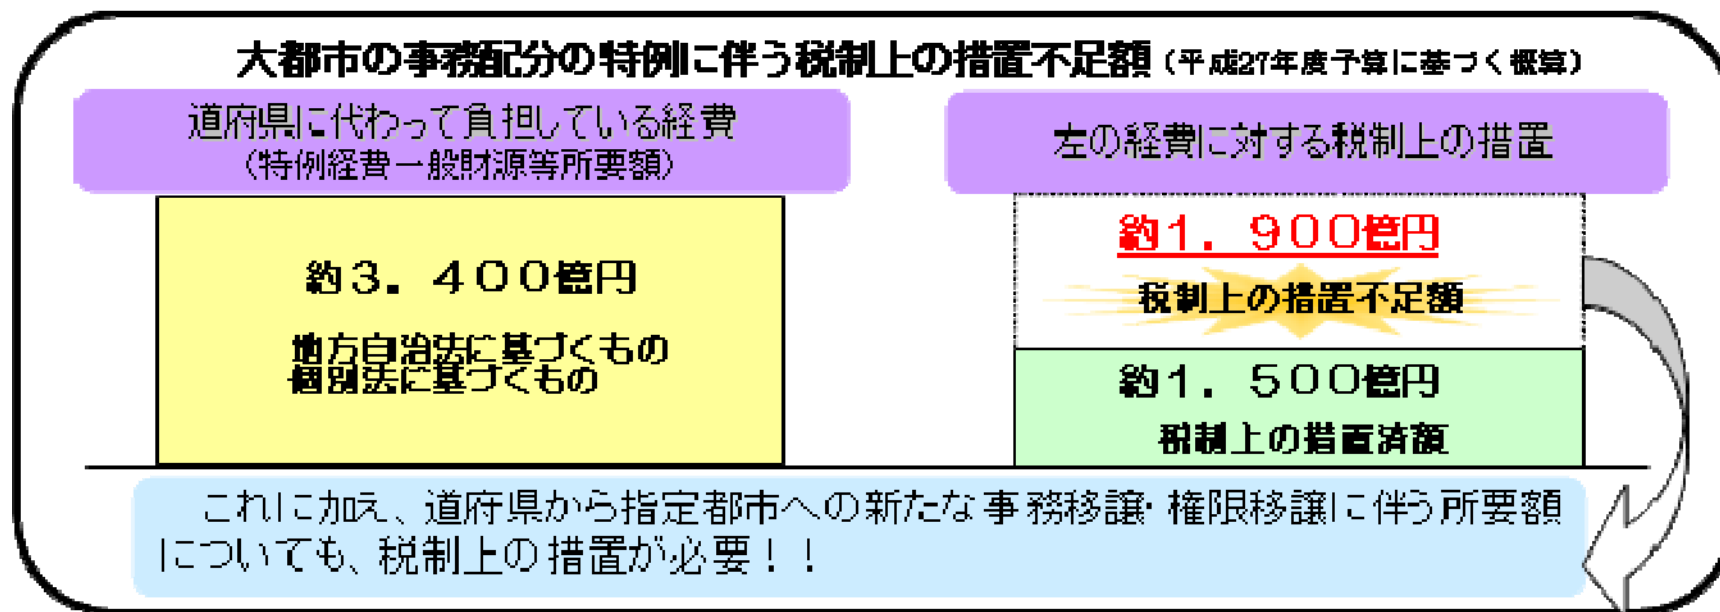 大都市の事務配分の特例に伴う税制上の措置不足額（平成27年度予算に基づく概算）
道府県に代わって負担している経費
（特例経費一般財源等所要額）
左の経費に対する税制上の措置
約３．４００億円
地方自治法に基づくもの
個別法に基づくもの
約１．９００億円
税制上の措置不足額
約１．５００億円
税制上の措置済額
これに加え、道府県から指定都市への新たな事務移譲・権限移譲に伴う所要額
についても、税制上の措置が必要！！